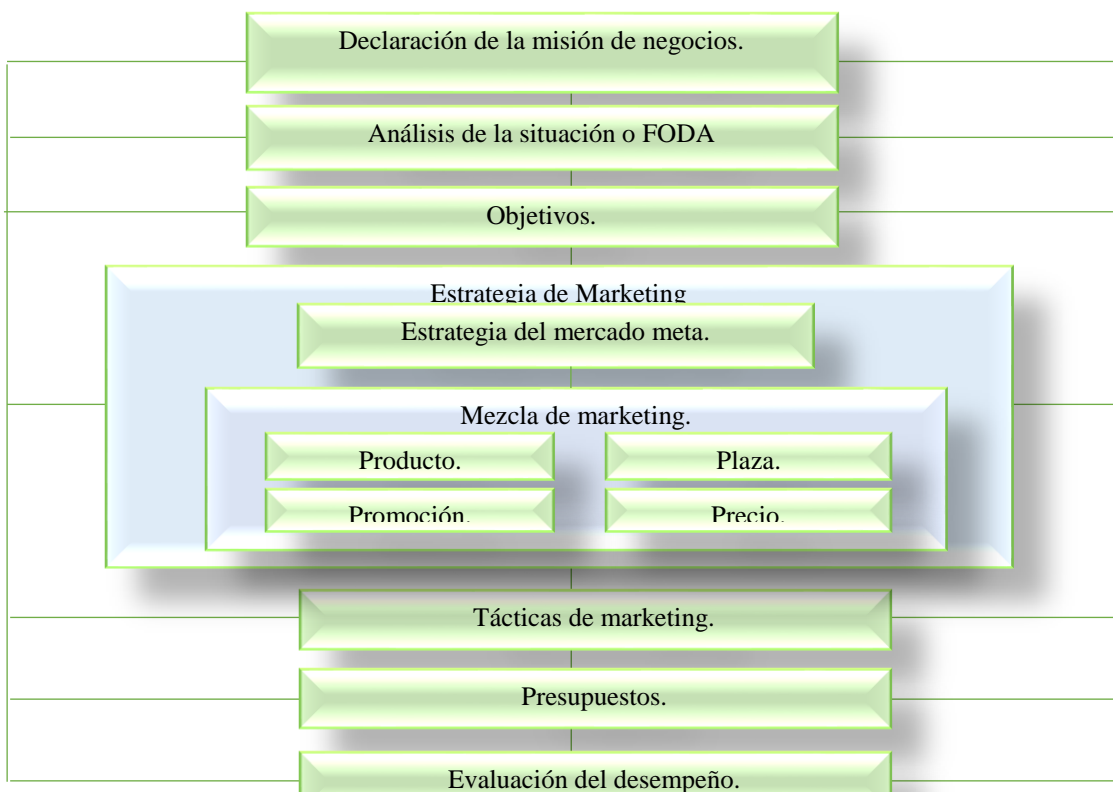 Declaración de la misión de negocios.
Análisis de la situación o FODA
Objetivos.
Estrategia de Marketing
Estrategia del mercado meta.
Mezcla de marketing.
Producto.
Plaza.
Promoción.
Precio.
Tácticas de marketing.
Presupuestos.
Evaluación del desempeño.